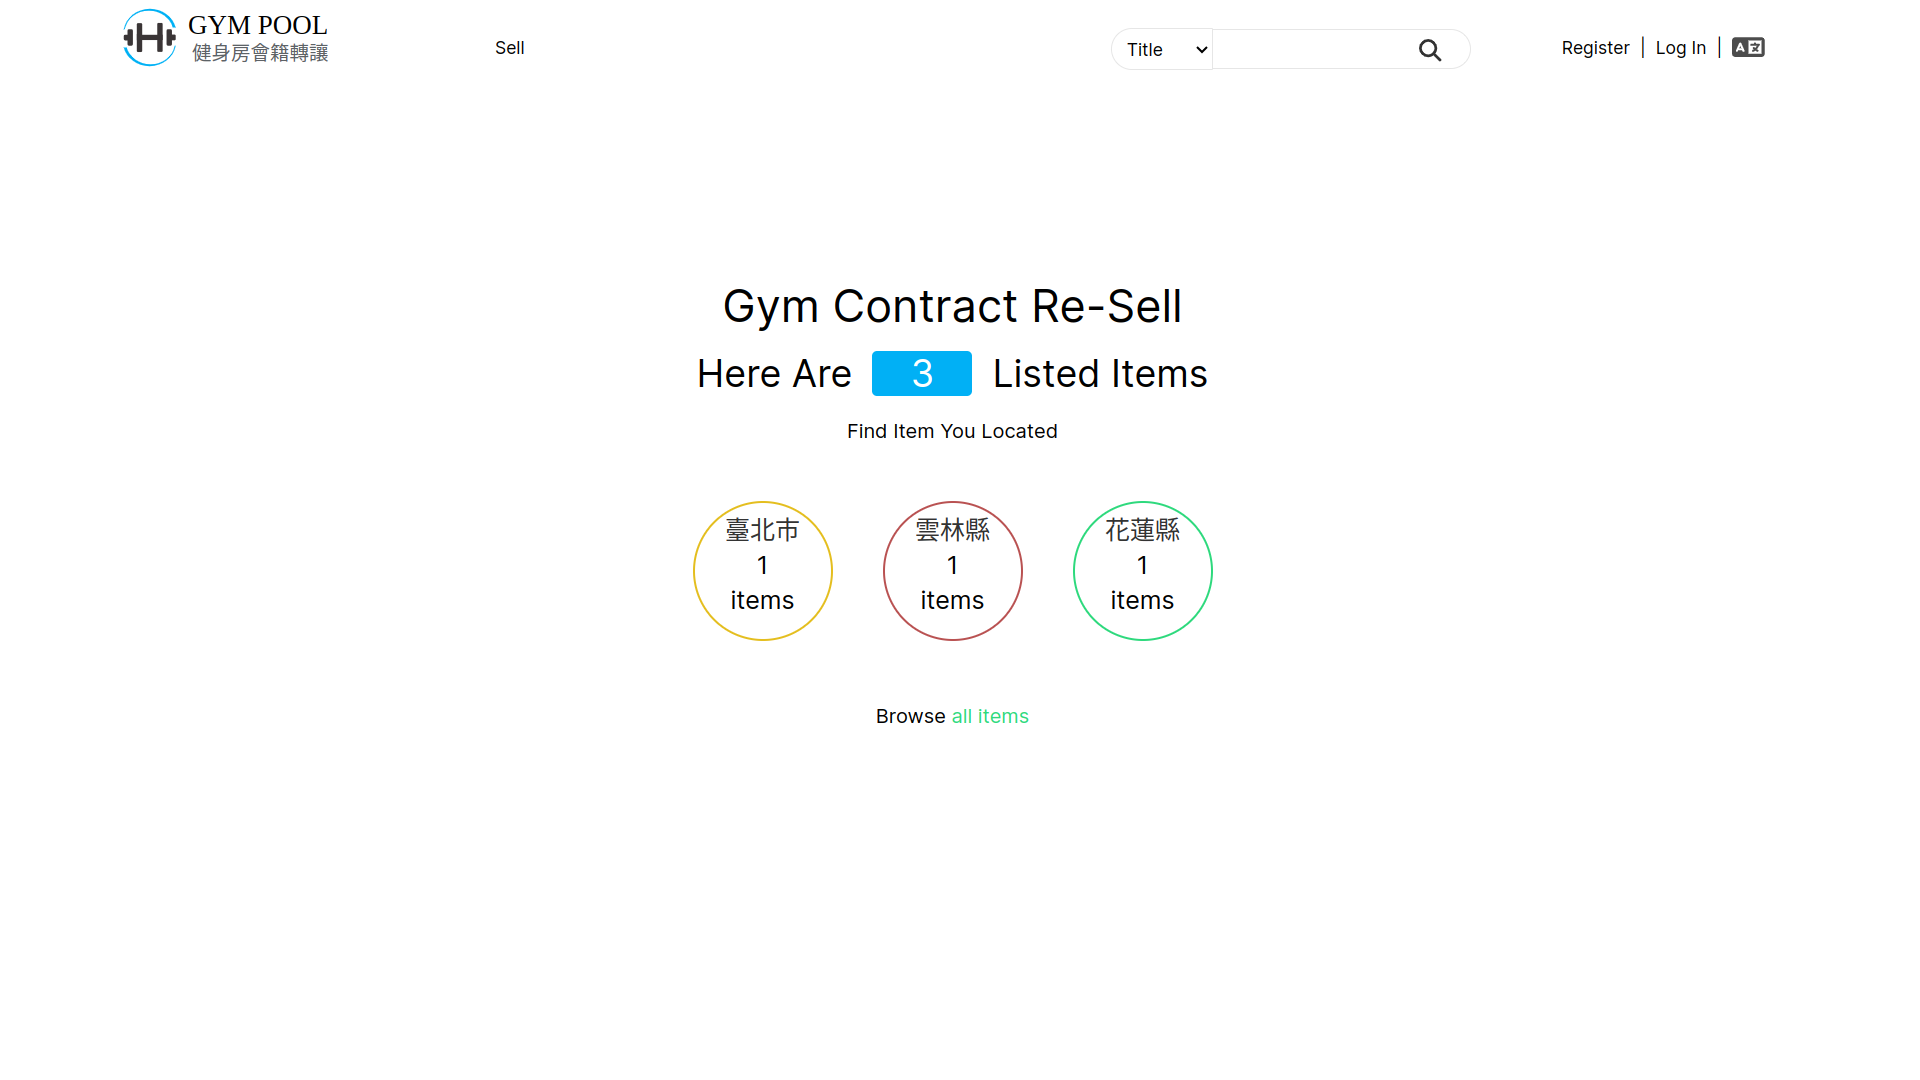 GYM POOL
健身房會籍轉讓
Sell
Title
Register | Log In |
Gym Contract Re-Sell
Here Are 3 Listed Items
Find Item You Located
臺北市
1
items
雲林縣
1
items
花蓮縣
1
items
Browse all items